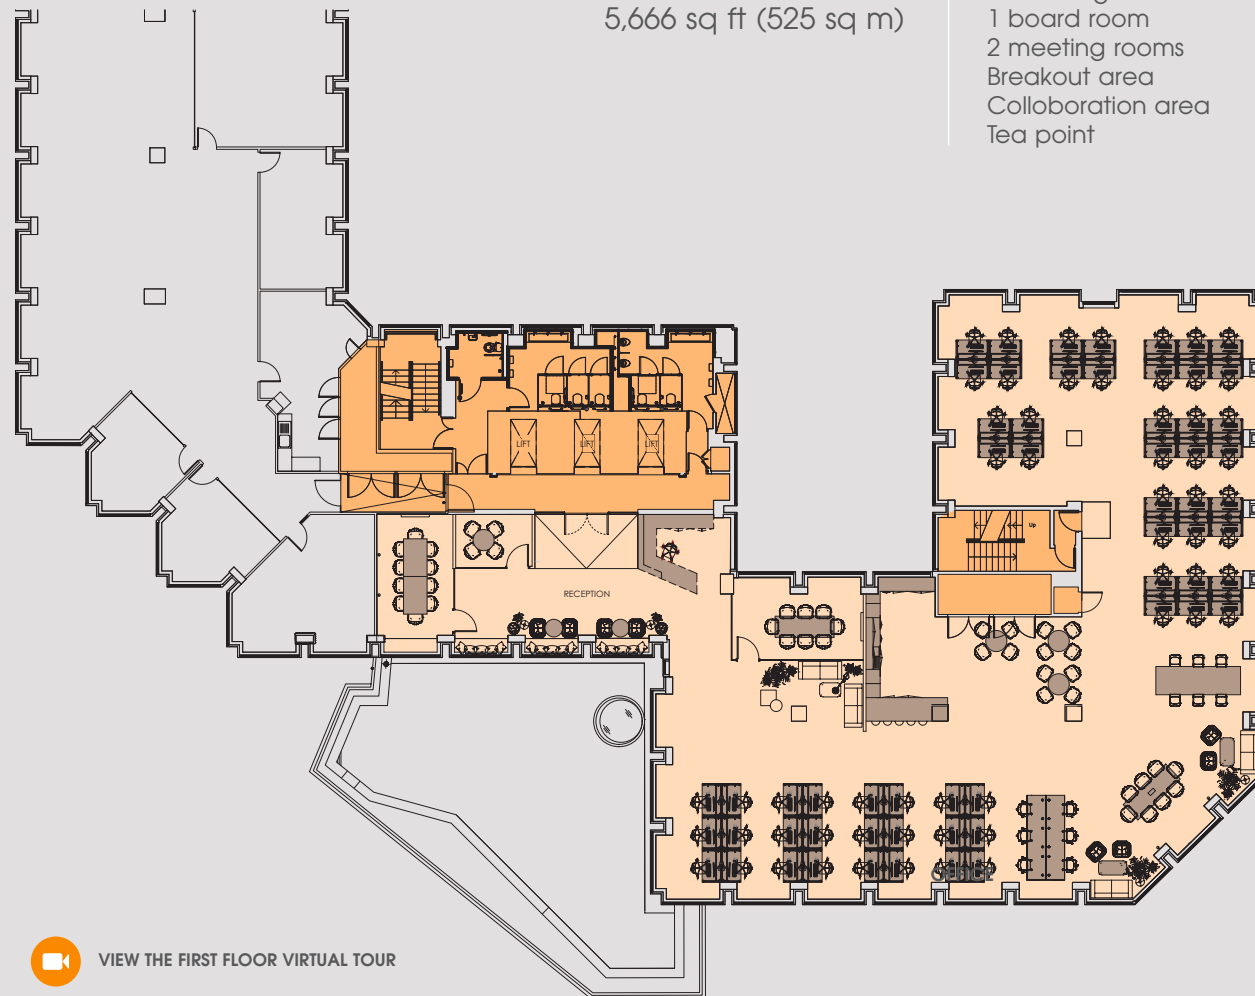 5,666 sq ft (525 sq m)
1 board room
2 meeting rooms
Breakout area
Colloboration area
Tea point
LIFT
LIFT
LIFT
Up
RECEPTION
OFFICE
VIEW THE FIRST FLOOR VIRTUAL TOUR